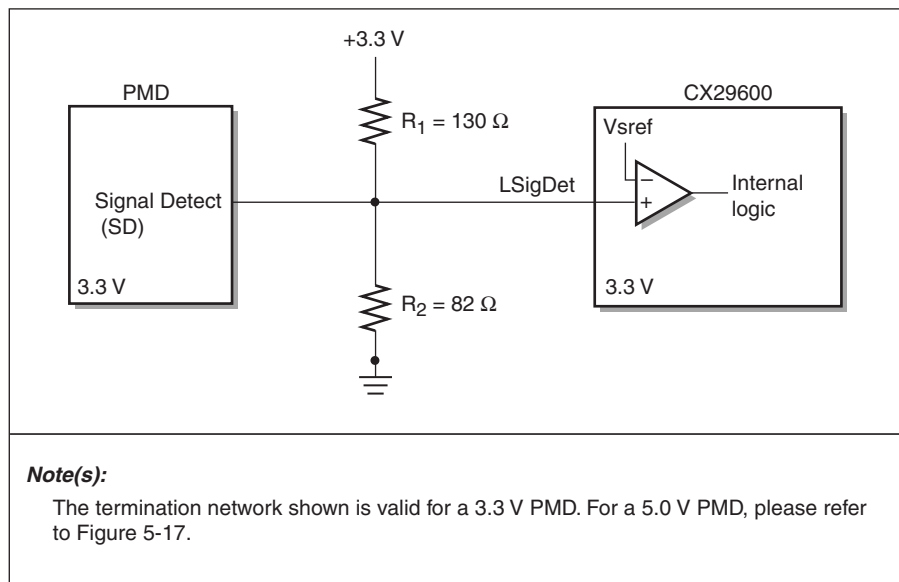 +3.3 V
PMD
CX29600
R1 = 130 Ω
Vsref
LSigDet
−
+
Internal
logic
Signal Detect
(SD)
3.3 V
R2 = 82 Ω
3.3 V
Note(s):
The termination network shown is valid for a 3.3 V PMD. For a 5.0 V PMD, please refer
to Figure 5-17.